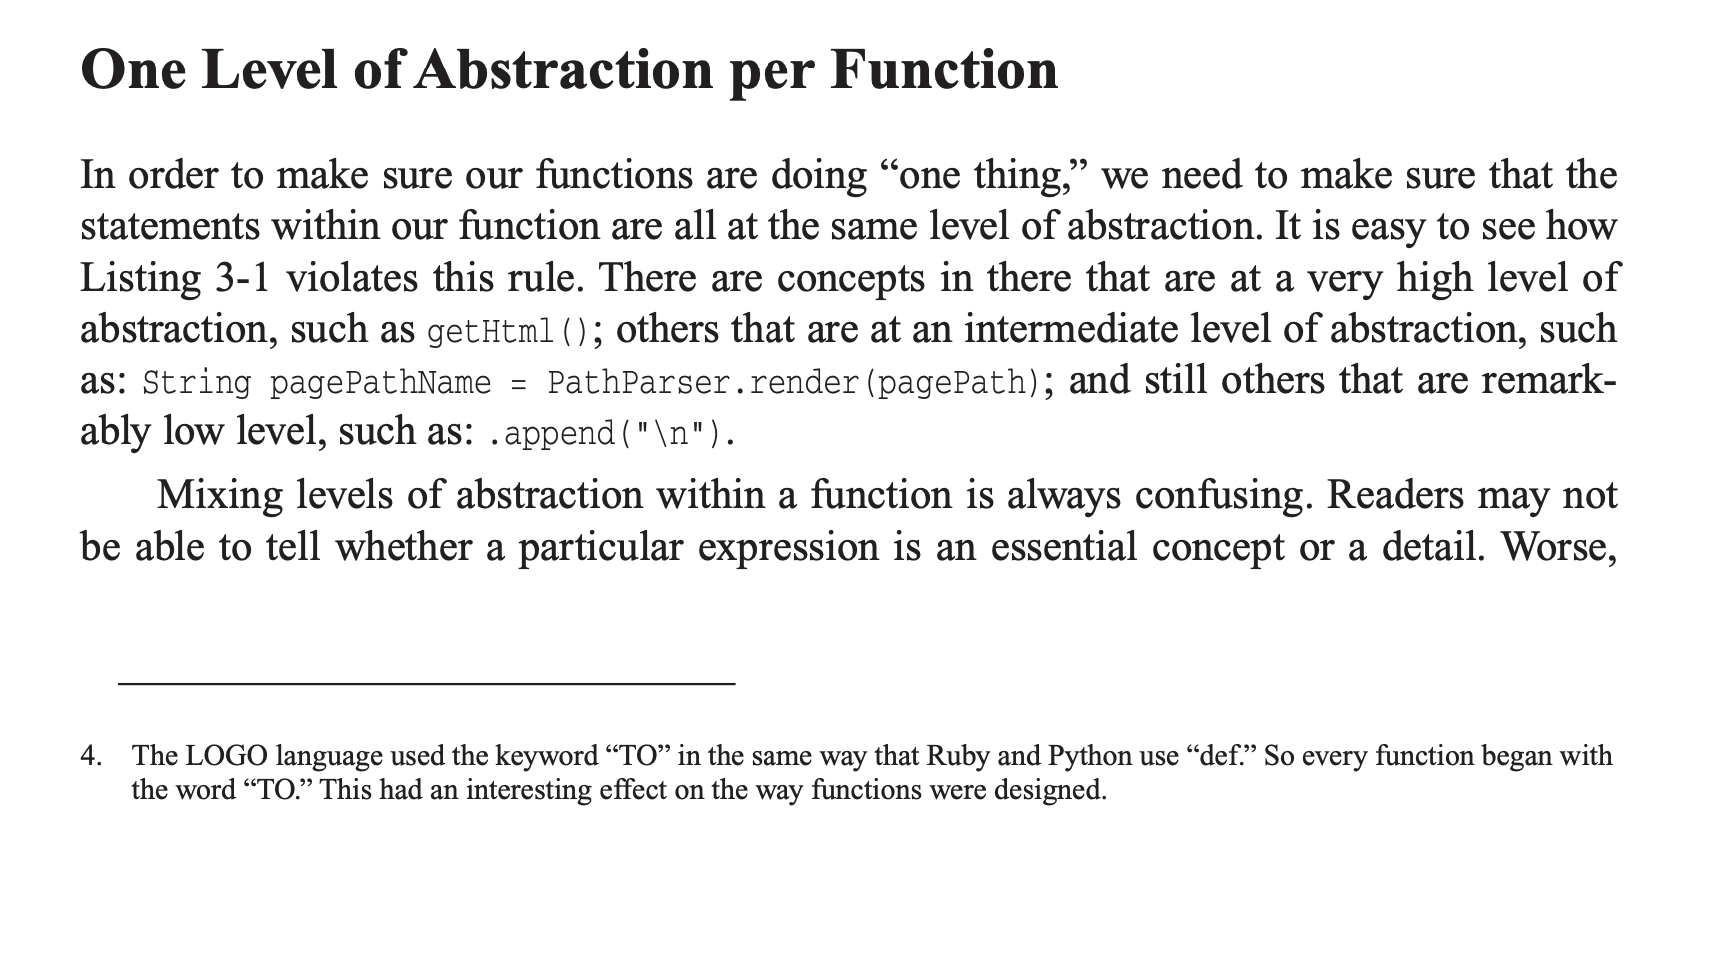 One Level of Abstraction per Function
In order to make sure our functions are doing “one thing,” we need to make sure that the
statements within our function are all at the same level of abstraction. It is easy to see how
Listing 3-1 violates this rule. There are concepts in there that are at a very high level of
abstraction, such as getHtml(); others that are at an intermediate level of abstraction, such
as: String pagePathName = PathParser.render(pagePath); and still others that are remark-
ably low level, such as: .append("\n").
Mixing levels of abstraction within a function is always confusing. Readers may not
be able to tell whether a particular expression is an essential concept or a detail. Worse,
4. The LOGO language used the keyword “TO” in the same way that Ruby and Python use “def.” So every function began with
the word “TO.” This had an interesting effect on the way functions were designed.